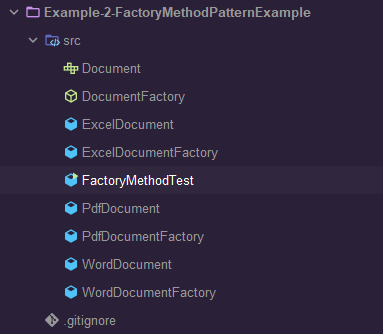 Example-2-FactoryMethodPatternExample
src
Document
DocumentFactory
ExcelDocument
ExcelDocumentFactory
FactoryMethodTest
PdfDocument
PdfDocumentFactory
WordDocument
WordDocumentFactory
.gitignore